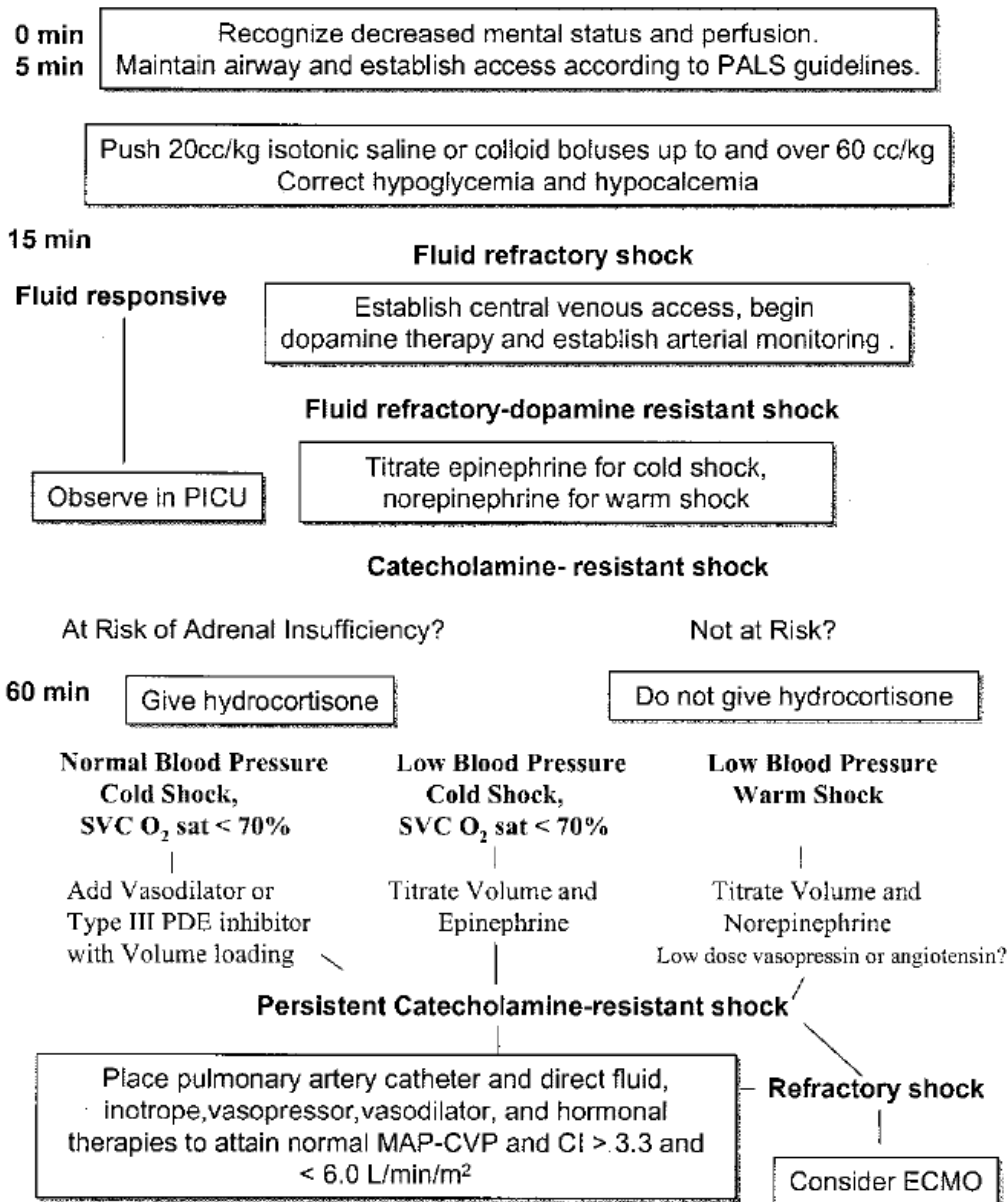 0 min
5 min
Recognize decreased mental status and perfusion.
Maintain airway and establish access according to PALS guidelines.
Push 20cc/kg isotonic saline or colloid boluses up to and over 60 cc/kg
Correct hypoglycemia and hypocalcemia
15 min
Fluid refractory shock
Fluid responsive
Establish central venous access, begin
dopamine therapy and establish arterial monitoring .
Fluid refractory-dopamine resistant shock
Observe in PICU
Titrate epinephrine for cold shock,
norepinephrine for warm shock
Catecholamine- resistant shock
At Risk of Adrenal Insufficiency?
Not at Risk?
60 min
Give hydrocortisone
Do not give hydrocortisone
Normal Blood Pressure
Cold Shock,
SVC O₂ sat < 70%
Low Blood Pressure
Cold Shock,
SVC O₂ sat < 70%
Low Blood Pressure
Warm Shock
Add Vasodilator or
Type III PDE inhibitor
with Volume loading
Titrate Volume and
Epinephrine
Titrate Volume and
Norepinephrine
Low dose vasopressin or angiotensin?
Persistent Catecholamine-resistant shock
Place pulmonary artery catheter and direct fluid,
inotrope,vasopressor,vasodilator, and hormonal
therapies to attain normal MAP-CVP and CI > 3.3 and
< 6.0 L/min/m²
Refractory shock
Consider ECMO